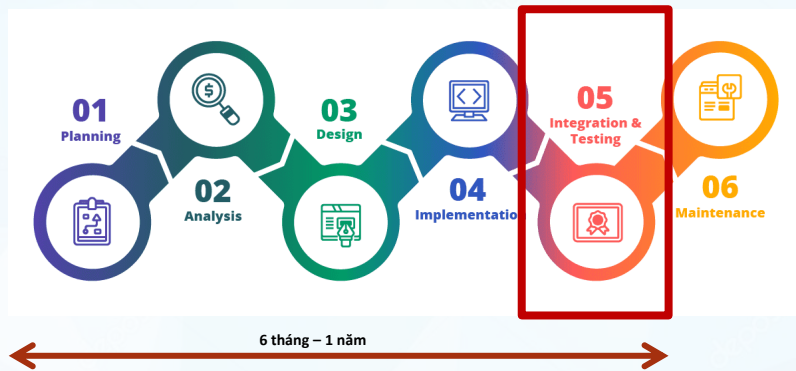 01
Planning
02
Analysis
03
Design
04
Implementation
05
Integration &
Testing
06
Maintenance
6 tháng – 1 năm